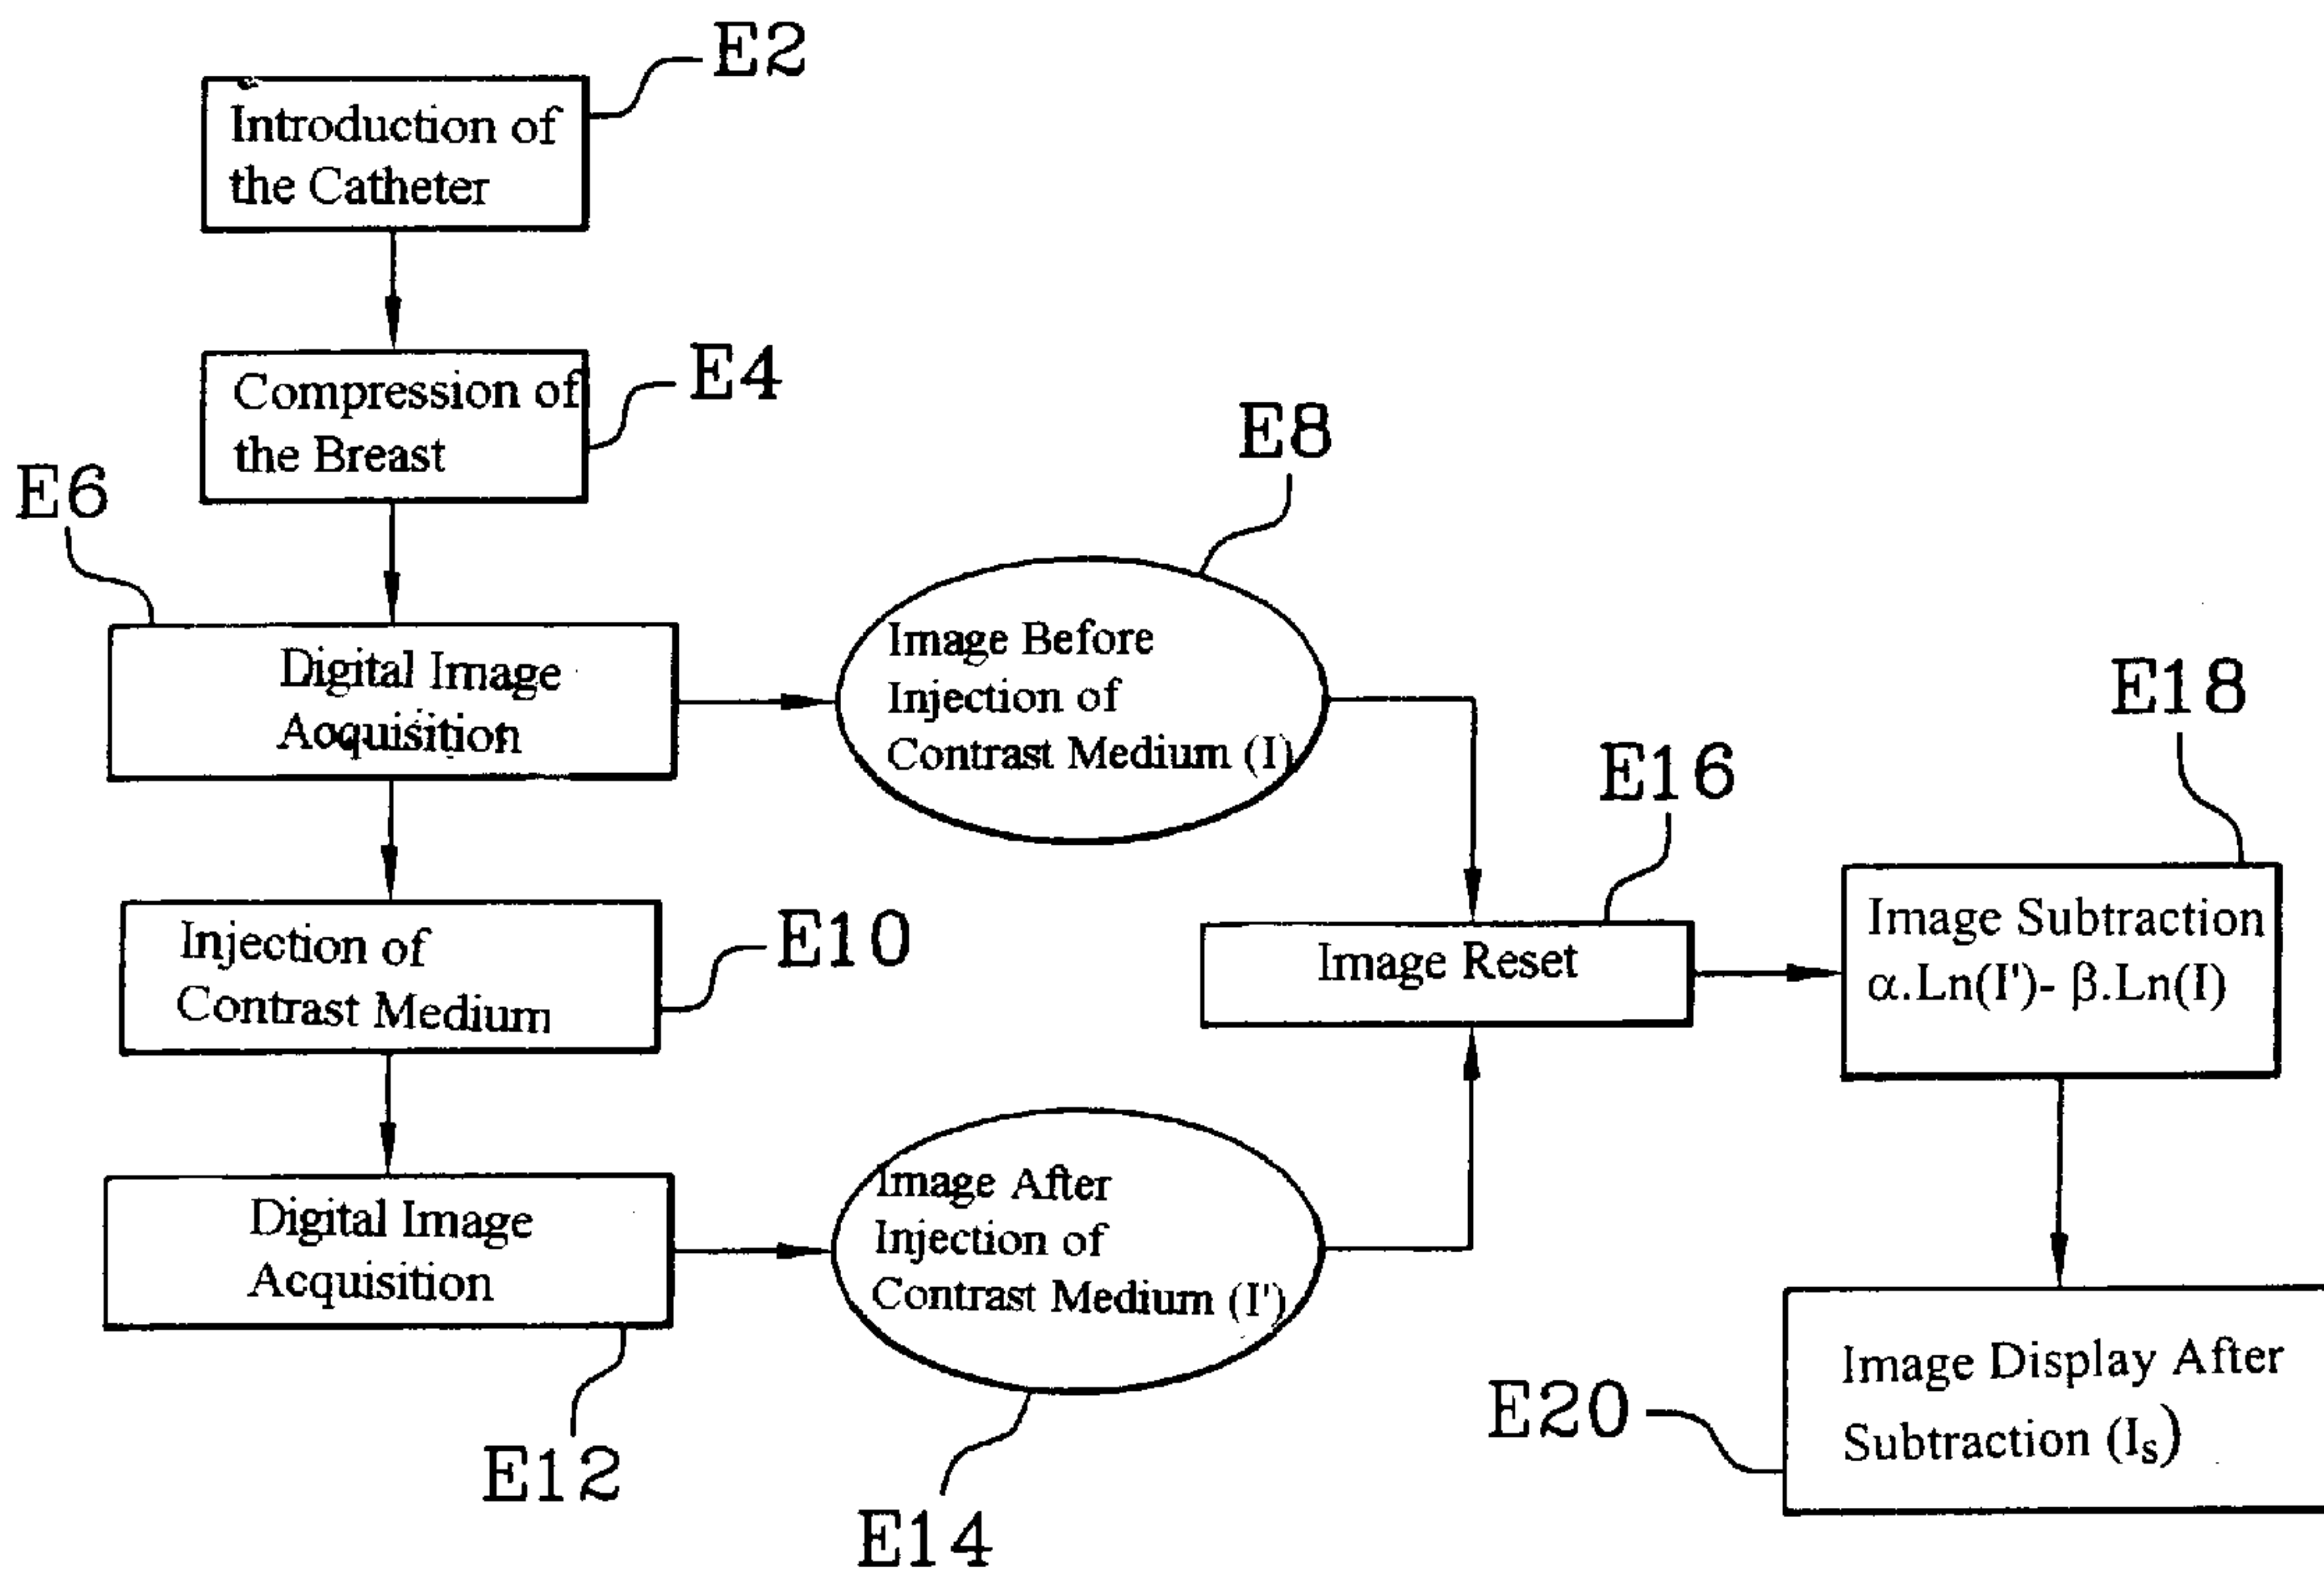 E2
Introduction of
the Catheter
E4
Compression of
the Breast
E6
Digital Image
Acquisition
E8
Image Before
Injection of
Contrast Medium (I)
E10
Injection of
Contrast Medium
E12
Digital Image
Acquisition
E14
Image After
Injection of
Contrast Medium (I')
E16
Image Reset
E18
Image Subtraction
α.Ln(I')- β.Ln(I)
E20
Image Display After
Subtraction (Is)